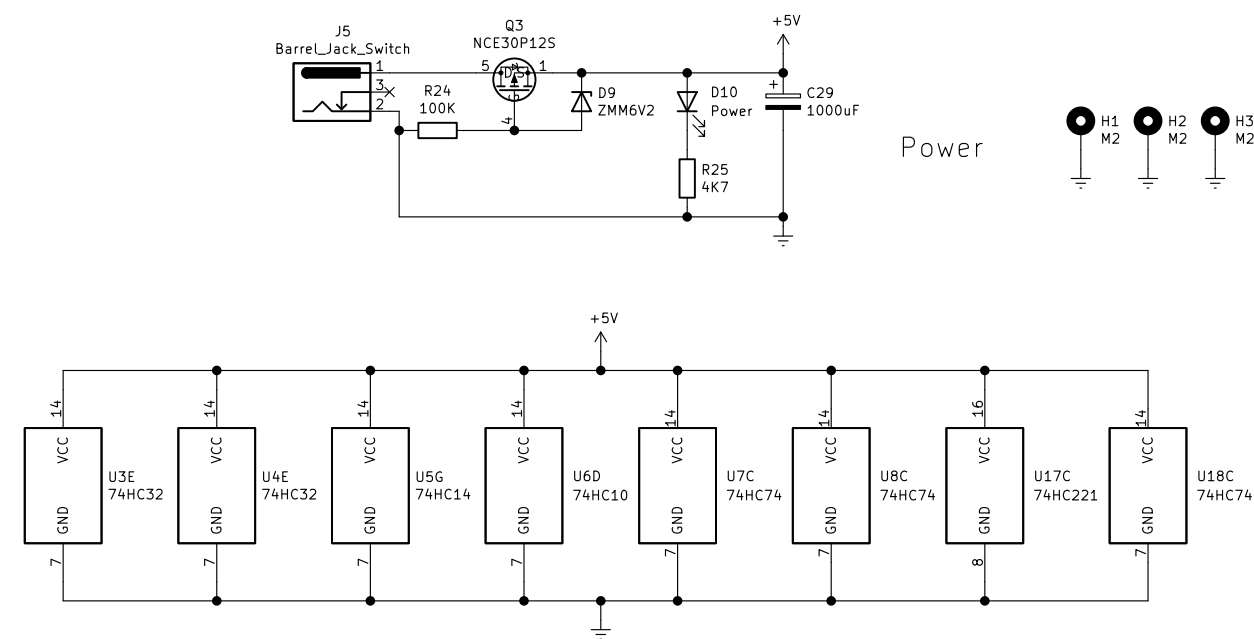 +5V
J5
Barrel_Jack_Switch
Q3
NCE30P12S
1
3
2
5
D
S
G
1
4
R24
100K
D9
ZMM6V2
D10
Power
+
C29
1000uF
R25
4K7
Power
H1
M2
H2
M2
H3
M2
+5V
14
VCC
GND
7
U3E
74HC32
14
VCC
GND
7
U4E
74HC32
14
VCC
GND
7
U5G
74HC14
14
VCC
GND
7
U6D
74HC10
14
VCC
GND
7
U7C
74HC74
14
VCC
GND
7
U8C
74HC74
16
VCC
GND
8
U17C
74HC221
14
VCC
GND
7
U18C
74HC74